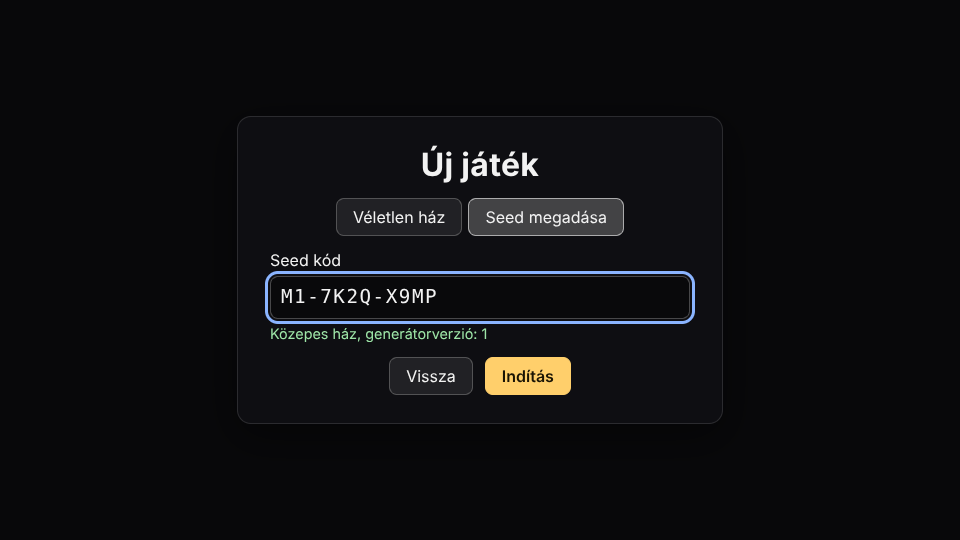 Új játék
Véletlen ház Seed megadása
Seed kód
M1-7K2Q-X9MP
Közepes ház, generátorverzió: 1
Vissza Indítás